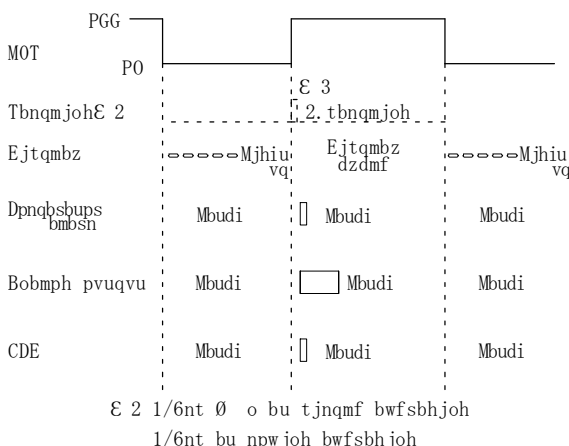 PGG
MOT
PO
Ɛ 3
TbnqmjohƐ 2
2.tbnqmjoh
Ejtqmbz
Mjhiu
vq
Ejtqmbz
dzdmf
Mjhiu
vq
Dpnqbsbups
bmbsn
Mbudi
Mbudi
Mbudi
Bobmph pvuqvu
Mbudi
Mbudi
Mbudi
CDE
Mbudi
Mbudi
Mbudi
Ɛ 2 1/6nt Ø o bu tjnqmf bwfsbhjoh
1/6nt bu npwjoh bwfsbhjoh